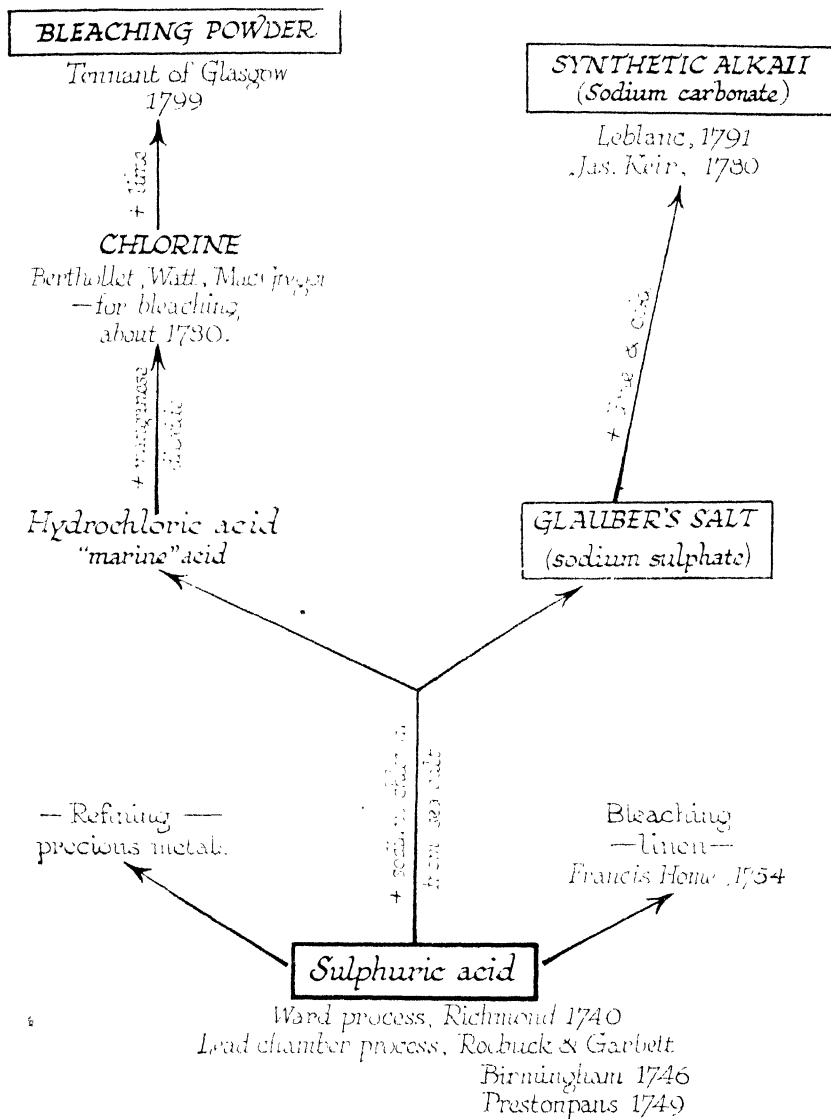 BLEACHING POWDER
Tennant of Glasgow
1799
+ lime
CHLORINE
Berthollet, Watt,
—for bleaching,
about 1780.
+ manganese
dioxide
Hydrochloric acid
"marine" acid
SYNTHETIC ALKALI
(Sodium carbonate)
Leblanc, 1791
Jas. Keir, 1780
+ lime &
GLAUBER'S SALT
(sodium sulphate)
+ sodium
from sea salt
— Refining —
precious metals
Bleaching
—linen—
Francis Home, 1754
Sulphuric acid
Ward process, Richmond 1740
Lead chamber process, Roebuck & Garbett
Birmingham 1746
Prestonpans 1749